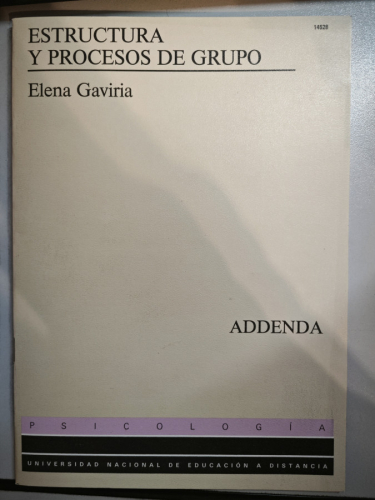 14528
ESTRUCTURA
Y PROCESOS DE GRUPO
Elena Gaviria
ADDENDA
PSICOLOGÍA
UNIVERSIDAD NACIONAL DE EDUCACIÓN A DISTANCIA